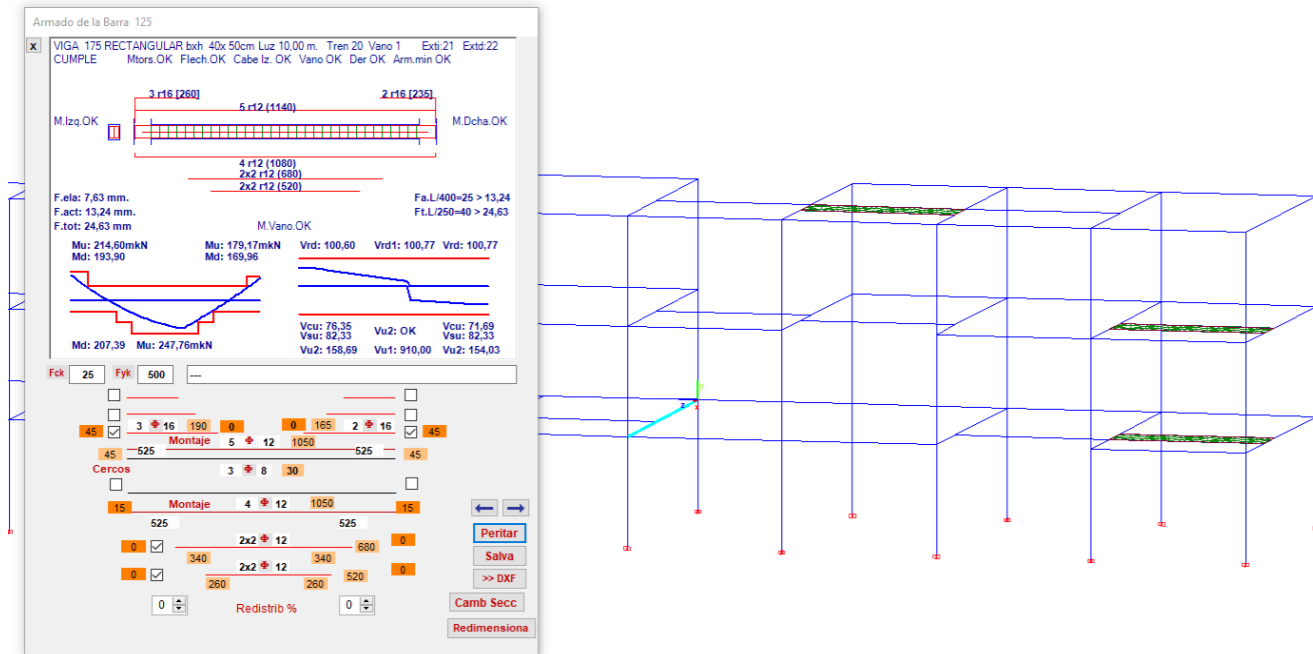 Armado de la Barra 125
x
VIGA 175 RECTANGULAR bxh 40x 50cm Luz 10,00 m. Tren 20 Vano 1 Exti:21 Extd:22
CUMPLE Mtors.OK Flech.OK Cabe Iz. OK Vano OK Der OK Arm.min OK
3 r16 [260] 2 r16 [235]
5 r12 (1140)
M.Izq.OK M.Dcha.OK
4 r12 (1080)
2x2 r12 (680)
2x2 r12 (520)
F.ela: 7,63 mm. Fa.L/400=25 > 13,24
F.act: 13,24 mm. Ft.L/250=40 > 24,63
F.tot: 24,63 mm M.Vano.OK
Mu: 214,60mkN Mu: 179,17mkN Vrd: 100,60 Vrd1: 100,77 Vrd: 100,77
Md: 193,90 Md: 169,96
Vcu: 76,35 Vu2: OK Vcu: 71,69
Vsu: 82,33 Vsu: 82,33
Md: 207,39 Mu: 247,76mkN Vu2: 158,69 Vu1: 910,00 Vu2: 154,03
Fck 25 Fyk 500 ---
45 3 Φ 16 190 0 0 165 2 Φ 16 45
Montaje 5 Φ 12 1050
45 525 525 45
Cercos 3 Φ 8 30
15 Montaje 4 Φ 12 1050 15
525 525
0 2x2 Φ 12 680 0
340 340
0 2x2 Φ 12 520 0
260 260
0 Redistrib % 0
Peritar
Salva
>> DXF
Camb Secc
Redimensiona
y
z
x